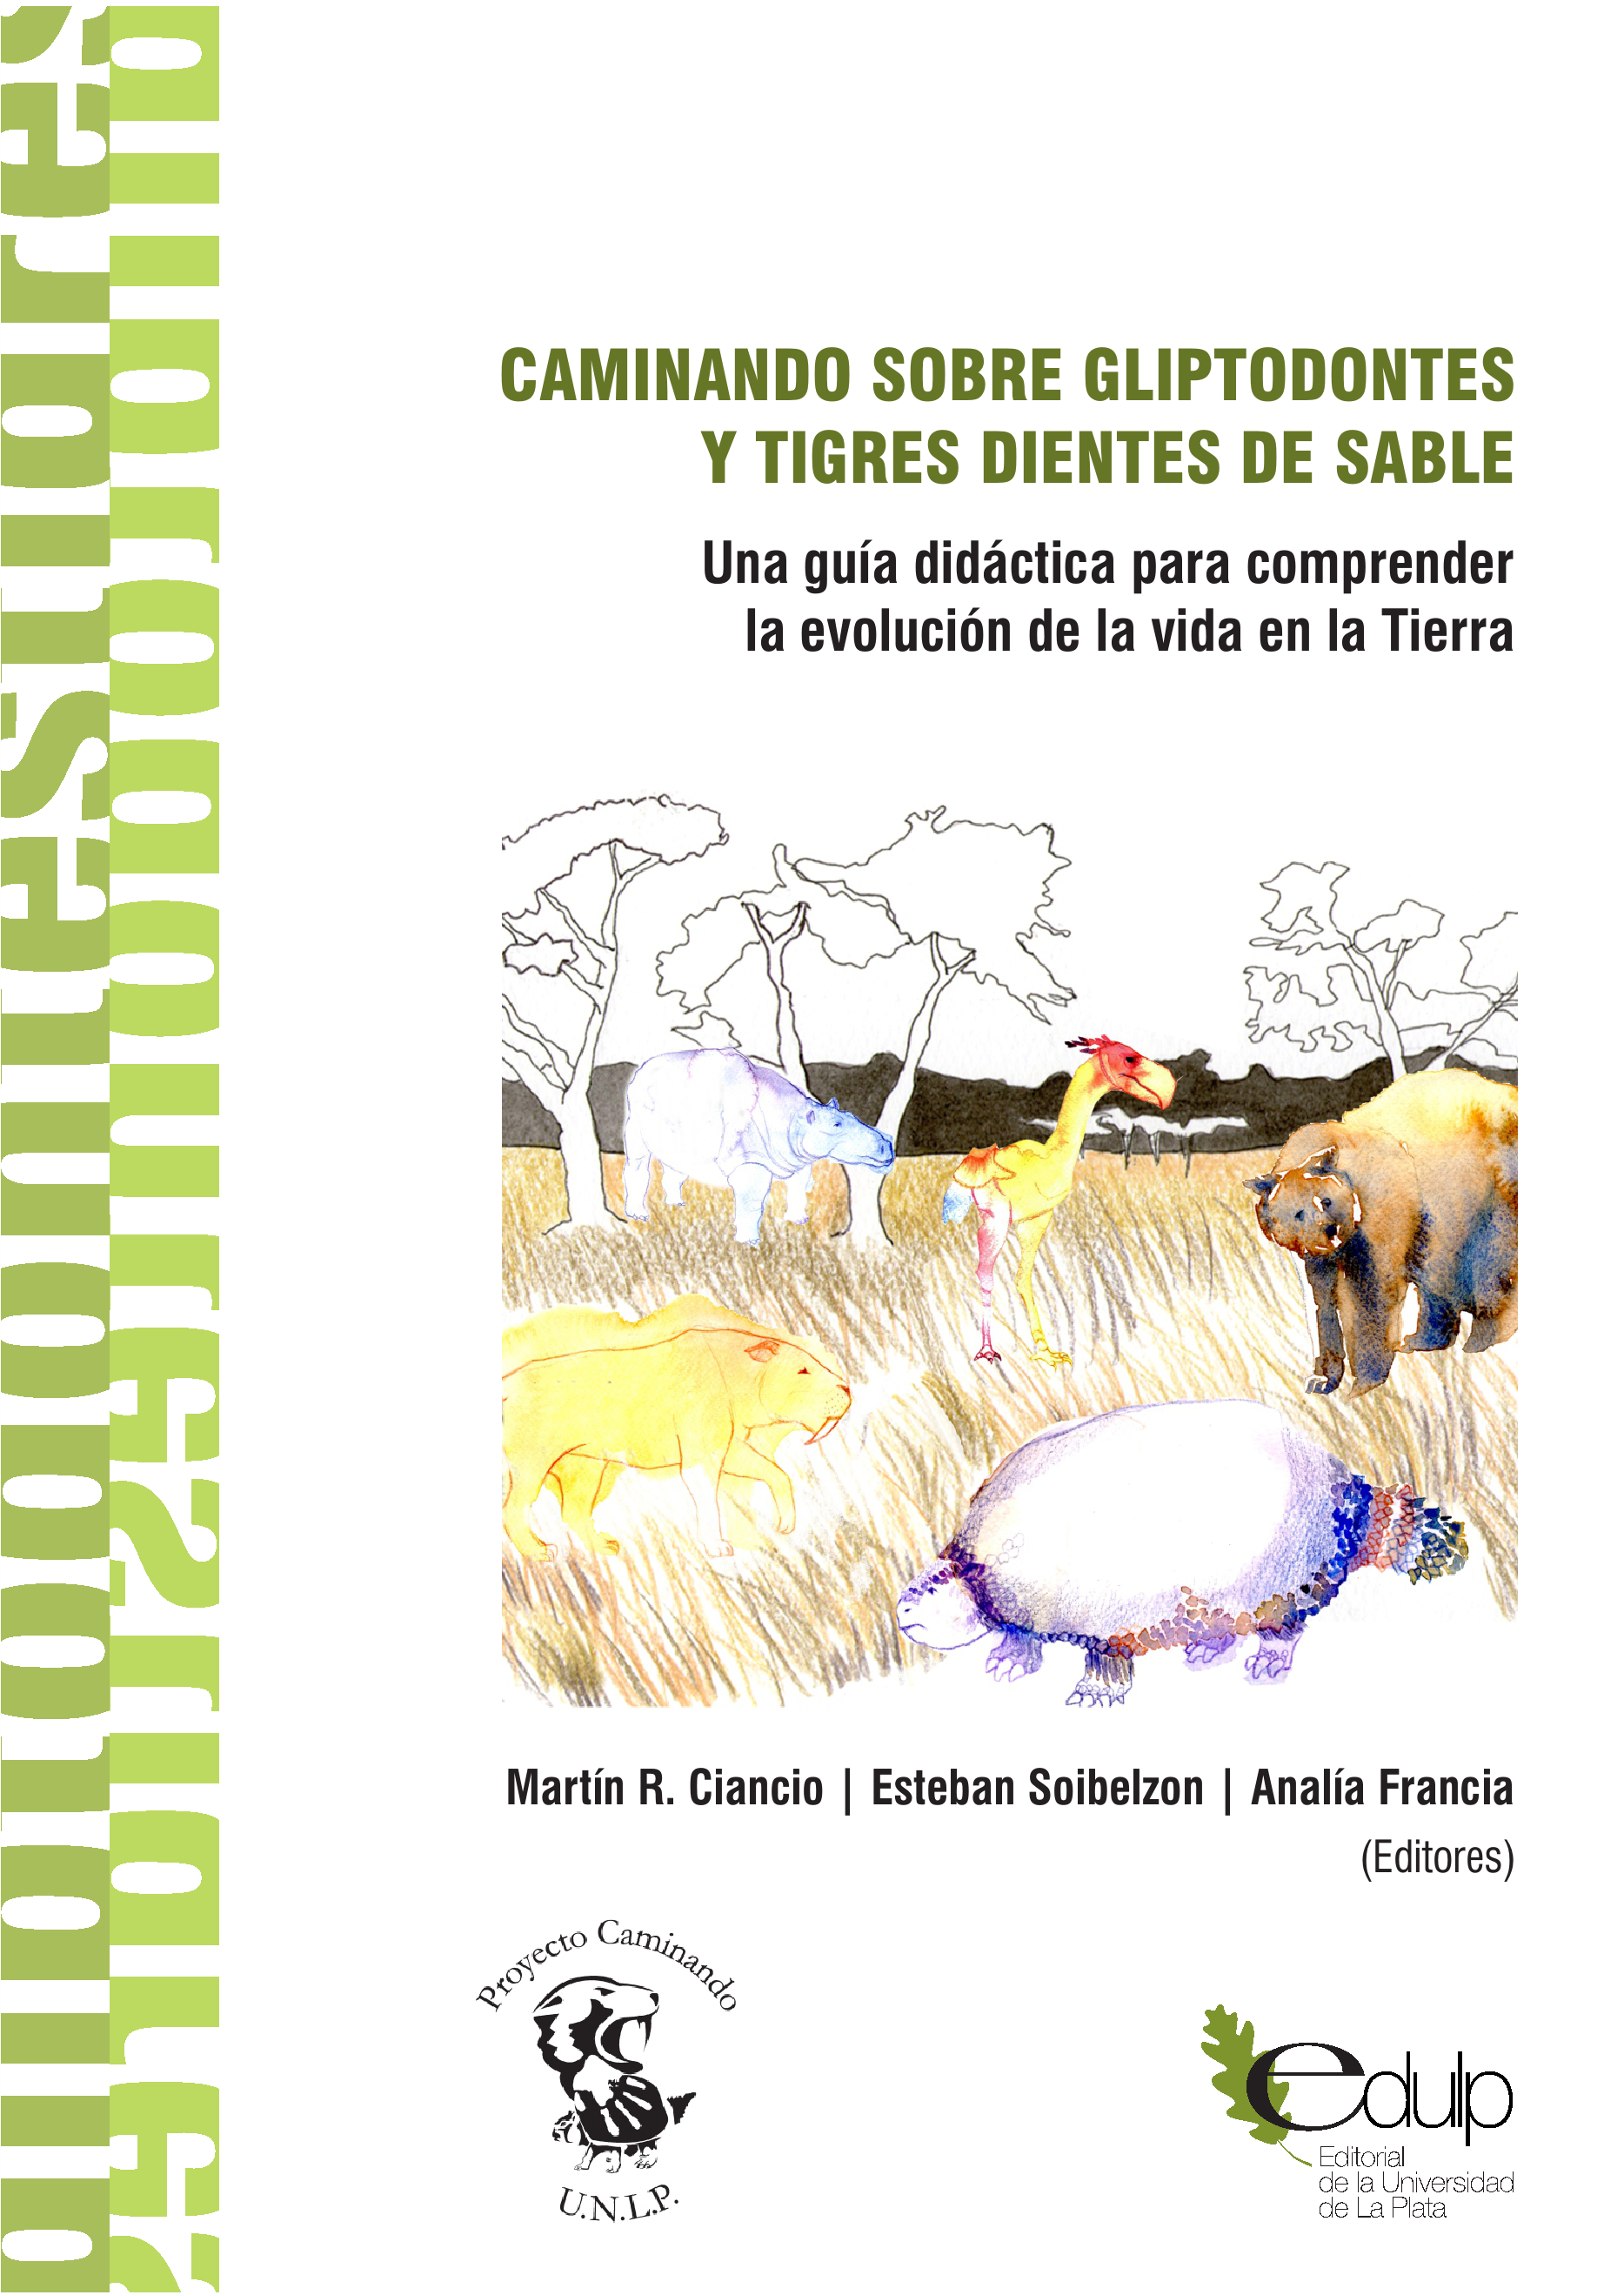 CAMINANDO SOBRE GLIPTODONTES
Y TIGRES DIENTES DE SABLE
Una guía didáctica para comprender
la evolución de la vida en la Tierra
Martín R. Ciancio | Esteban Soibelzon | Analía Francia
(Editores)
Proyecto Caminando
U.N.L.P.
edulp
Editorial
de la Universidad
de La Plata